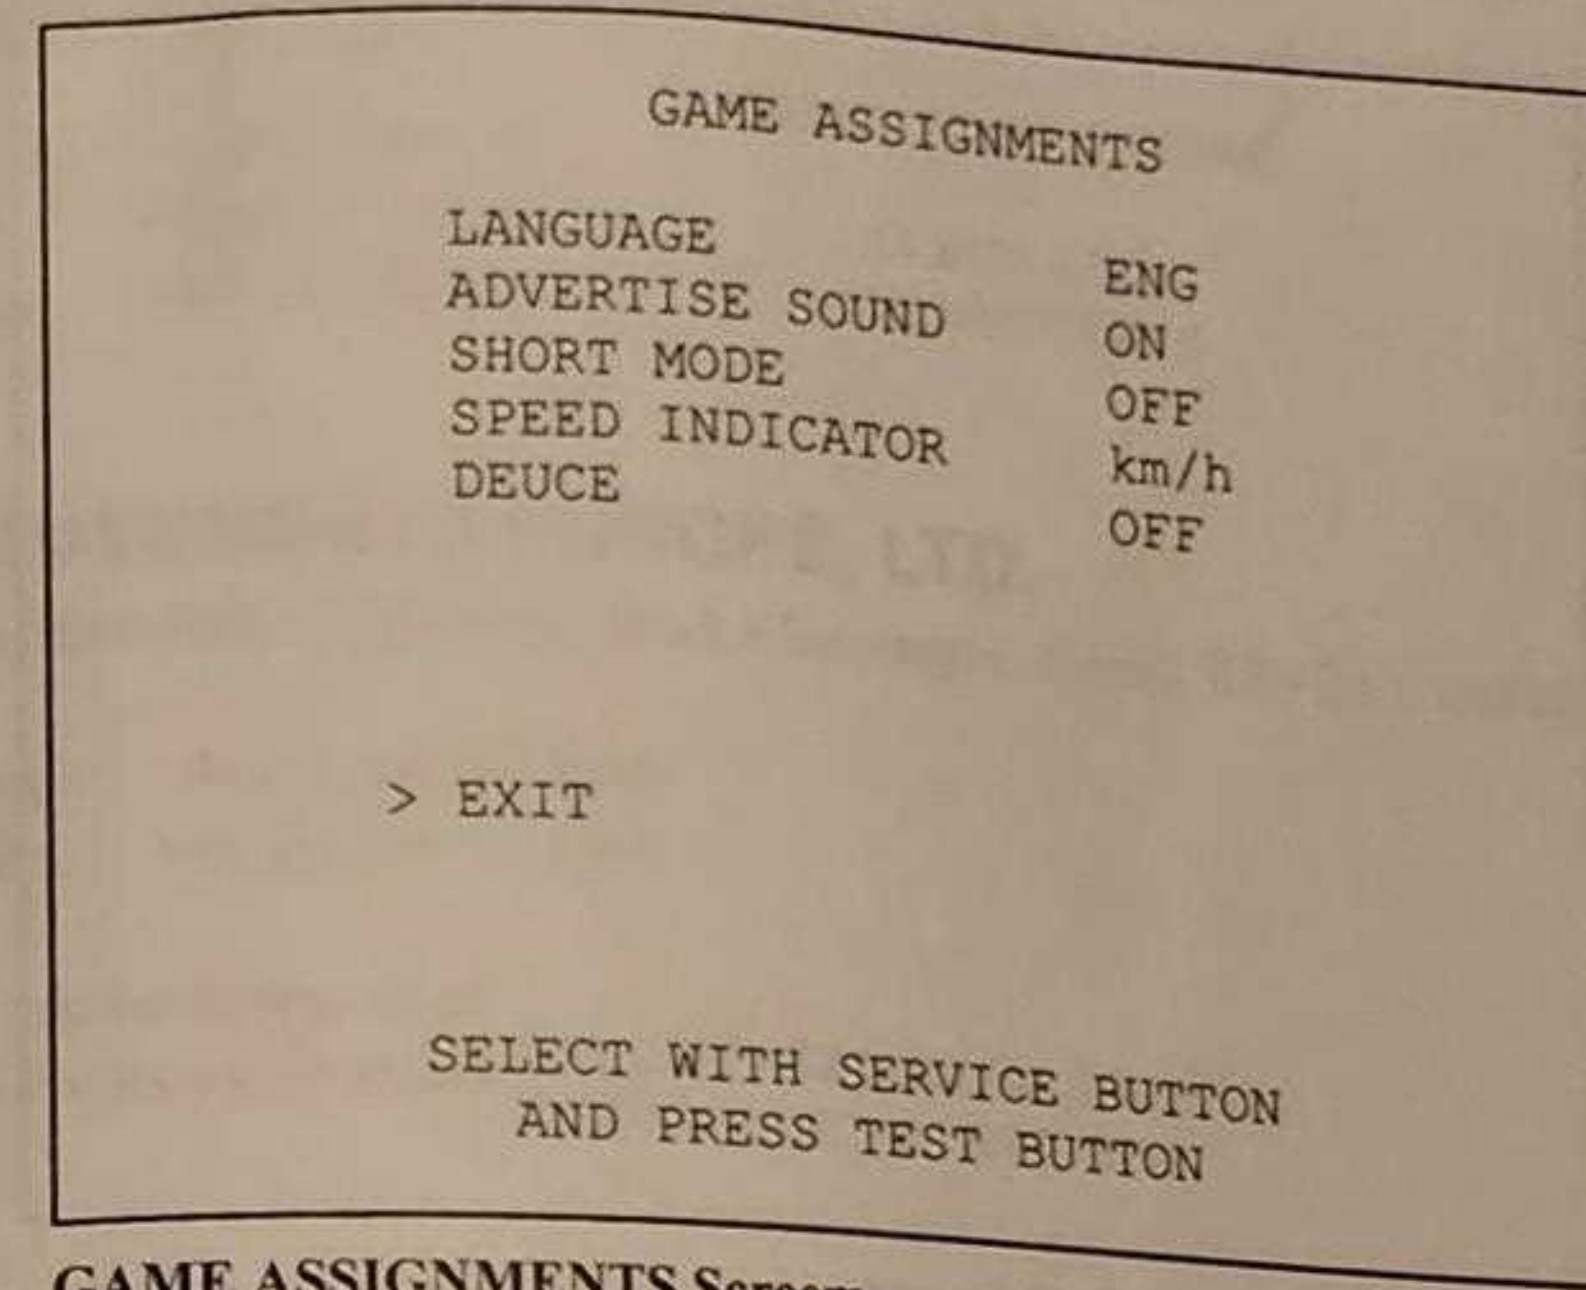 GAME ASSIGNMENTS
LANGUAGE ENG
ADVERTISE SOUND ON
SHORT MODE OFF
SPEED INDICATOR km/h
DEUCE OFF
> EXIT
SELECT WITH SERVICE BUTTON
AND PRESS TEST BUTTON
GAME ASSIGNMENTS Screen